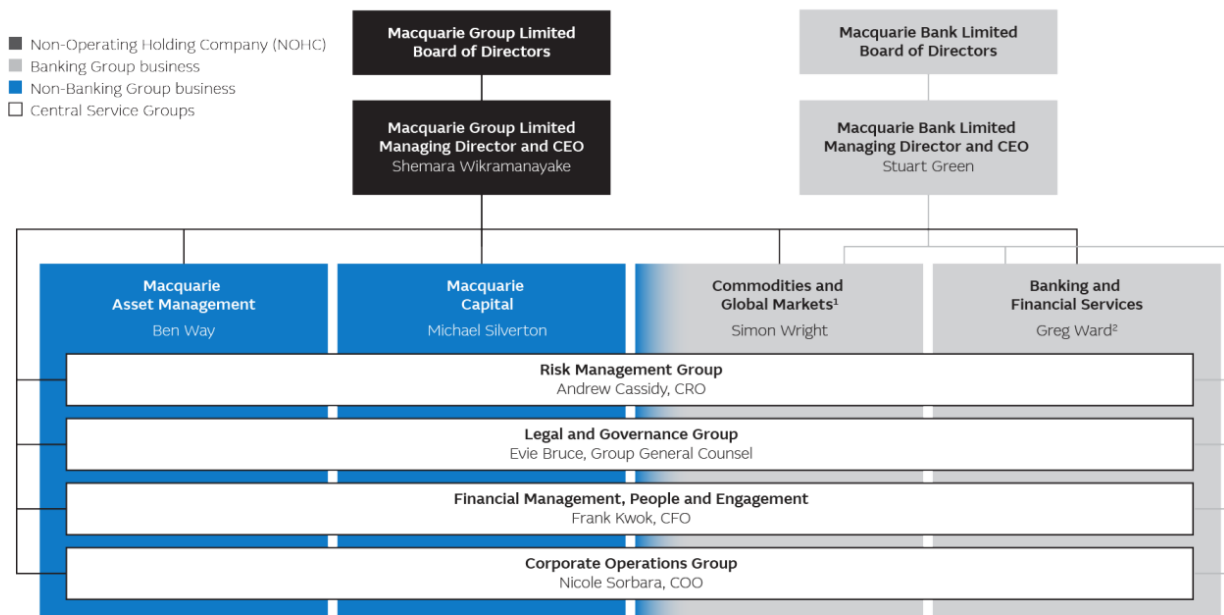 Non-Operating Holding Company (NOHC)
Banking Group business
Non-Banking Group business
Central Service Groups
Macquarie Group Limited
Board of Directors
Macquarie Bank Limited
Board of Directors
Macquarie Group Limited
Managing Director and CEO
Shemara Wikramanayake
Macquarie Bank Limited
Managing Director and CEO
Stuart Green
Macquarie
Asset Management
Ben Way
Macquarie
Capital
Michael Silverton
Commodities and
Global Markets¹
Simon Wright
Banking and
Financial Services
Greg Ward²
Risk Management Group
Andrew Cassidy, CRO
Legal and Governance Group
Evie Bruce, Group General Counsel
Financial Management, People and Engagement
Frank Kwok, CFO
Corporate Operations Group
Nicole Sorbara, COO